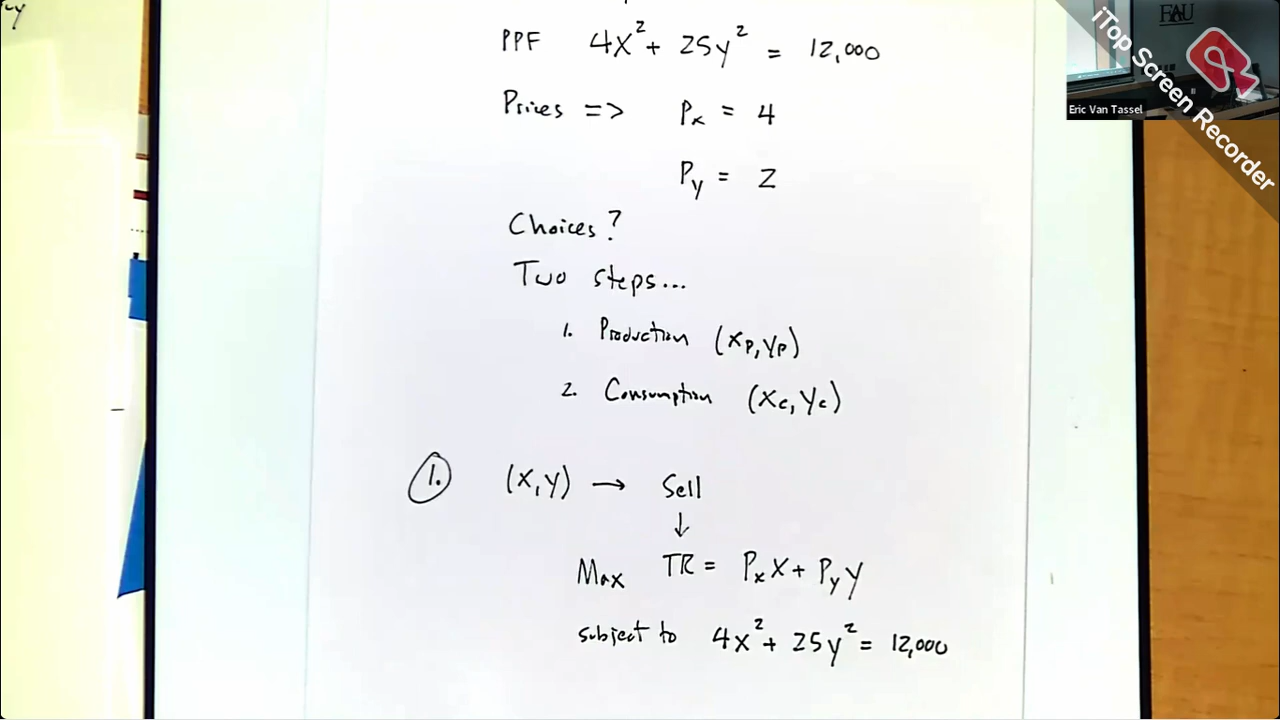 PPF 4x² + 25y² = 12,000
Prices => Px = 4
Py = 2
Choices?
Two steps...
1. Production (xp, yp)
2. Consumption (xc, yc)
1. (x, y) → Sell
↓
Max TR = Px x + Py y
subject to 4x² + 25y² = 12,000
FAU
Eric Van Tassel
iTop Screen Recorder